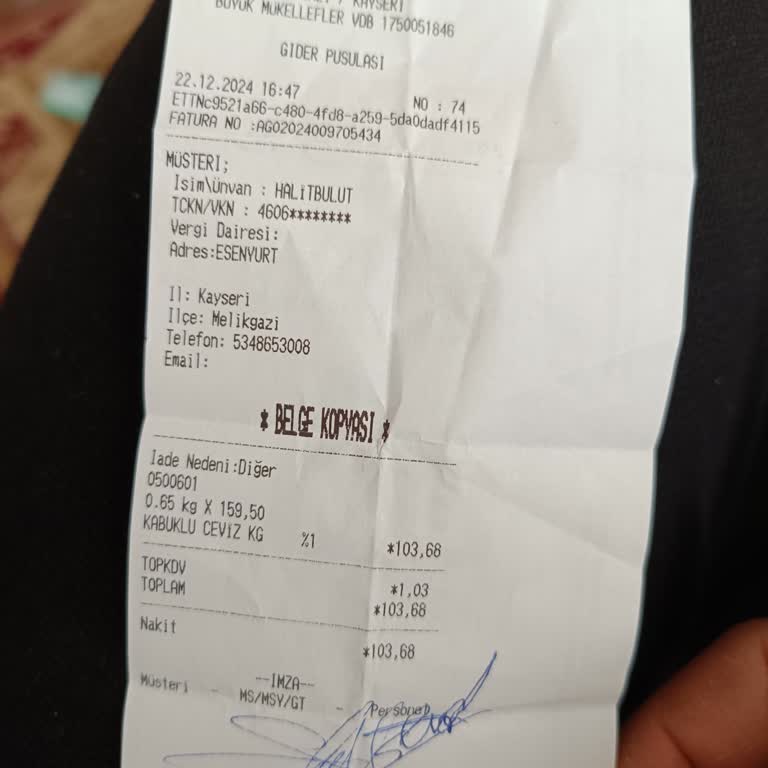 KAYSERİ
BÜYÜK MÜKELLEFLER VDB 1750051846
GİDER PUSULASI
22.12.2024 16:47 NO : 74
ETTNc9521a66-c480-4fd8-a259-5da0dadf4115
FATURA NO :AG02024009705434
MÜSTERİ;
Isim\Ünvan : HALİTBULUT
TCKN/VKN : 4606********
Vergi Dairesi:
Adres:ESENYURT
Il: Kayseri
Ilçe: Melikgazi
Telefon: 5348653008
Email:
* BELGE KOPYASI *
Iade Nedeni:Diğer
0500601
0.65 kg X 159,50
KABUKLU CEVİZ KG %1 *103,68
TOPKDV *1,03
TOPLAM *103,68
Nakit *103,68
--IMZA--
Müsteri - MS/MSY/GT - Personel